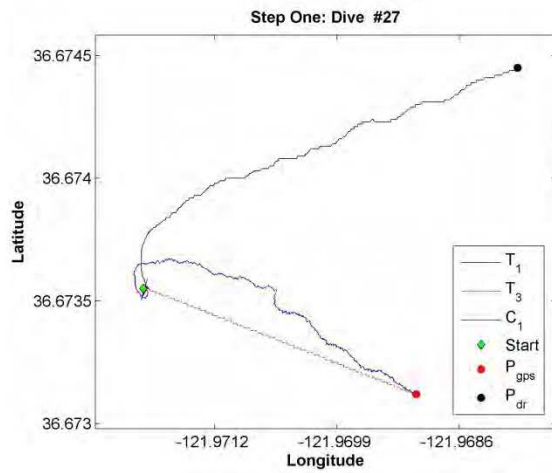 Step One: Dive #27
36.6745
36.674
36.6735
36.673
Latitude
-121.9712
-121.9699
-121.9686
Longitude
T1
T3
C1
Start
Pgps
Pdr